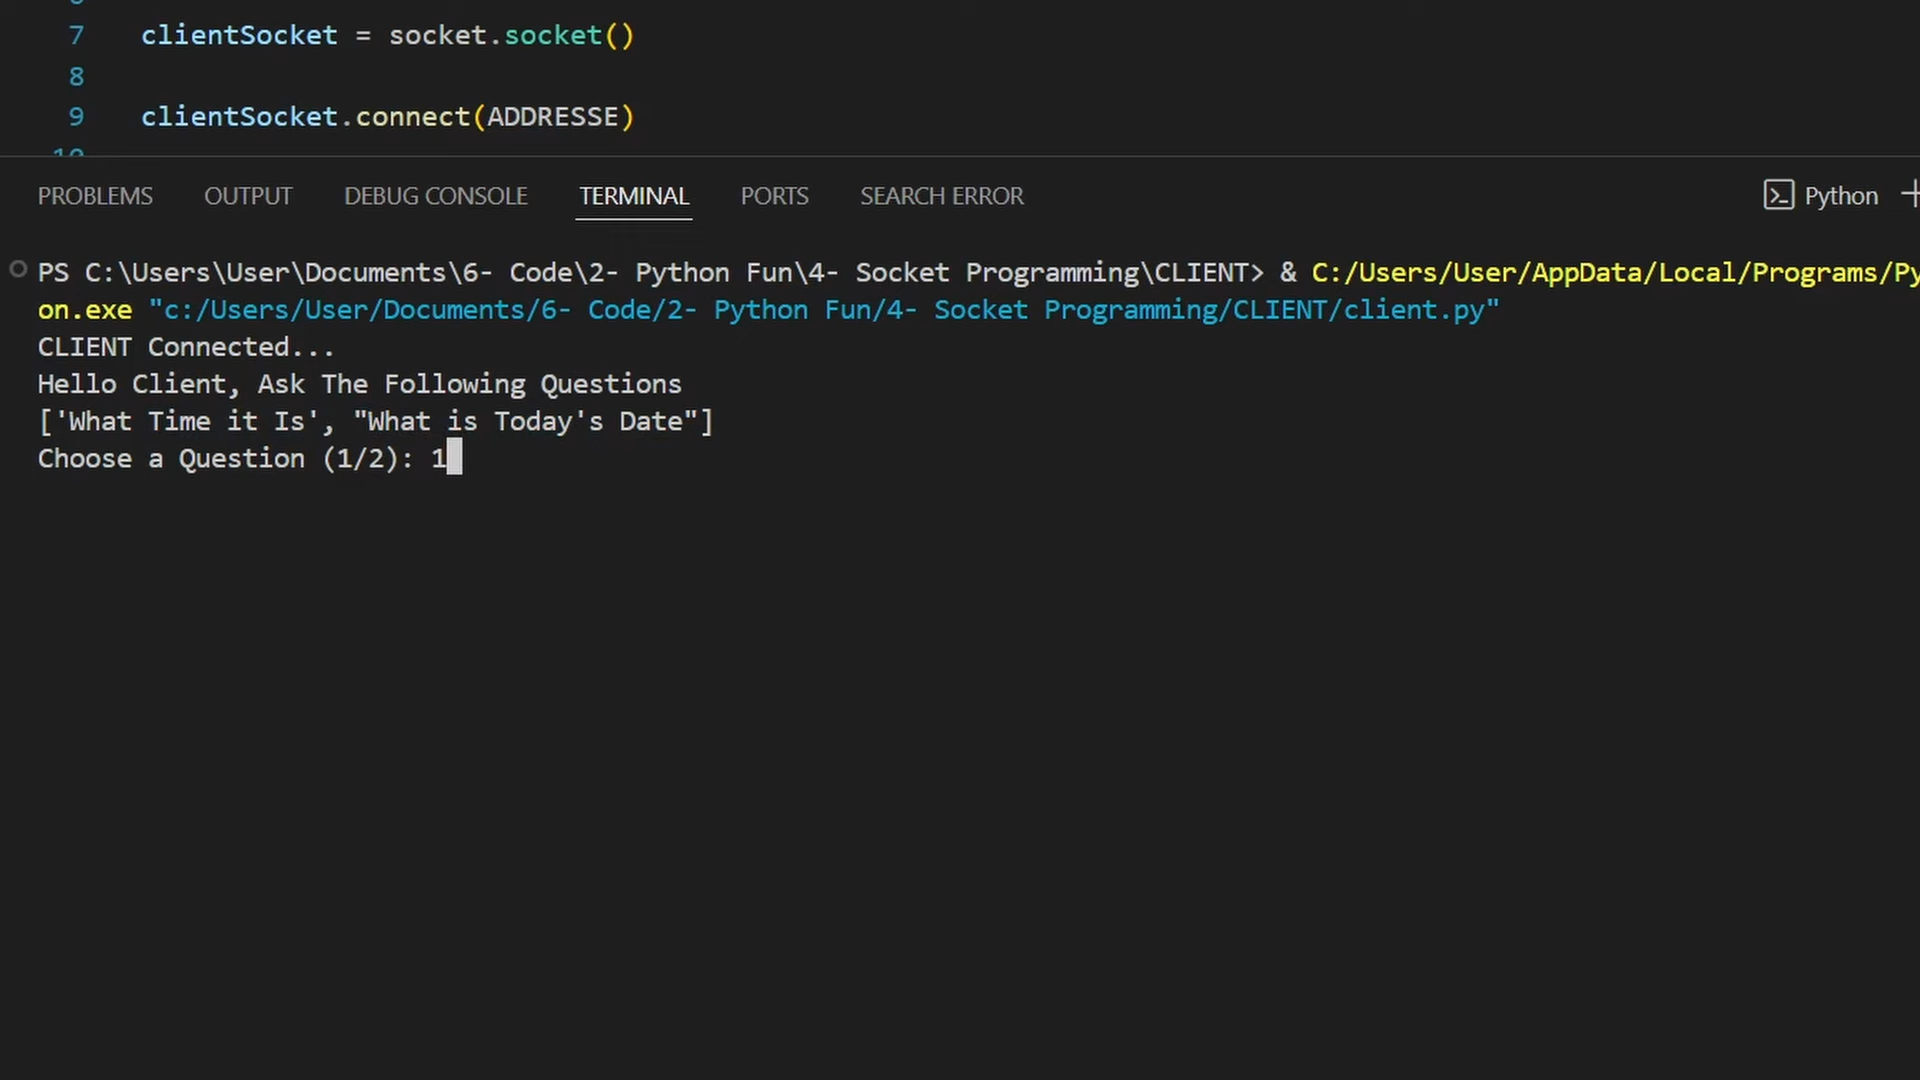 7 clientSocket = socket.socket()
8
9 clientSocket.connect(ADDRESSE)
PROBLEMS OUTPUT DEBUG CONSOLE TERMINAL PORTS SEARCH ERROR Python
PS C:\Users\User\Documents\6- Code\2- Python Fun\4- Socket Programming\CLIENT> & C:/Users/User/AppData/Local/Programs/Py
on.exe "c:/Users/User/Documents/6- Code/2- Python Fun/4- Socket Programming/CLIENT/client.py"
CLIENT Connected...
Hello Client, Ask The Following Questions
['What Time it Is', "What is Today's Date"]
Choose a Question (1/2): 1